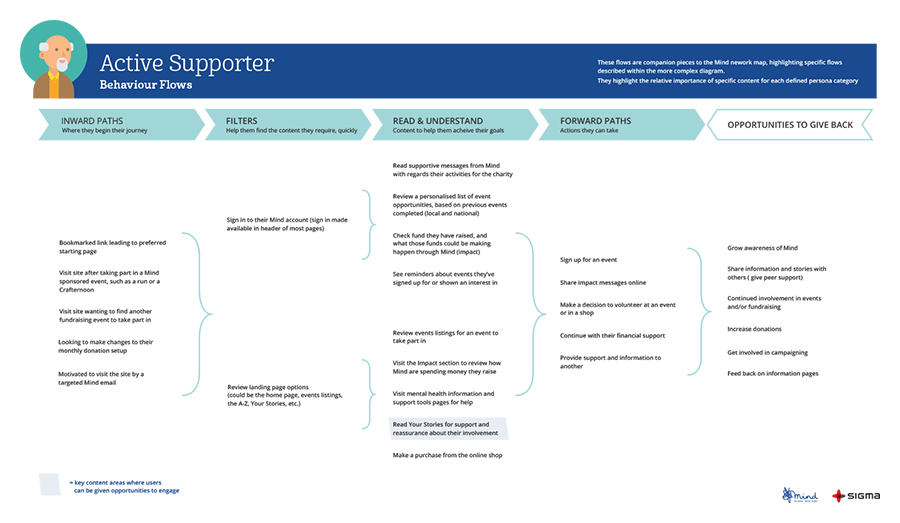 Active Supporter
Behaviour Flows
These flows are companion pieces to the Mind nework map, highlighting specific flows
described within the more complex diagram.
They highlight the relative importance of specific content for each defined persona category
INWARD PATHS
Where they begin their journey
FILTERS
Help them find the content they require, quickly
READ & UNDERSTAND
Content to help them acheive their goals
FORWARD PATHS
Actions they can take
OPPORTUNITIES TO GIVE BACK
Bookmarked link leading to preferred
starting page
Visit site after taking part in a Mind
sponsored event, such as a run or a
Crafternoon
Visit site wanting to find another
fundraising event to take part in
Looking to make changes to their
monthly donation setup
Motivated to visit the site by a
targeted Mind email
Sign in to their Mind account (sign in made
available in header of most pages)
Review landing page options
(could be the home page, events listings,
the A-Z, Your Stories, etc.)
Read supportive messages from Mind
with regards their activities for the charity
Review a personalised list of event
opportunities, based on previous events
completed (local and national)
Check fund they have raised, and
what those funds could be making
happen through Mind (impact)
See reminders about events they've
signed up for or shown an interest in
Review events listings for an event to
take part in
Visit the Impact section to review how
Mind are spending money they raise
Visit mental health information and
support tools pages for help
Read Your Stories for support and
reassurance about their involvement
Make a purchase from the online shop
Sign up for an event
Share impact messages online
Make a decision to volunteer at an event
or in a shop
Continue with their financial support
Provide support and information to
another
Grow awareness of Mind
Share information and stories with
others ( give peer support)
Continued involvement in events
and/or fundraising
Increase donations
Get involved in campaigning
Feed back on information pages
= key content areas where users
can be given opportunities to engage
mind
SIGMA